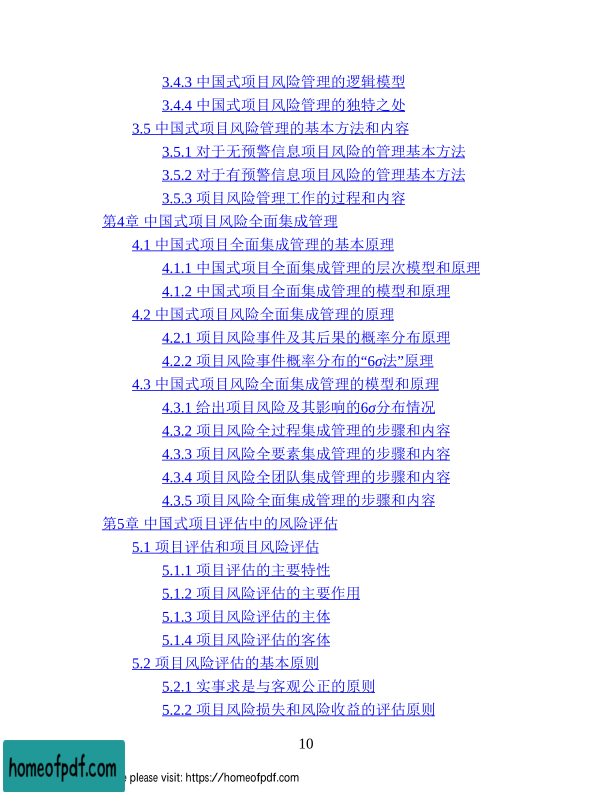 3.4.3 中国式项目风险管理的逻辑模型
3.4.4 中国式项目风险管理的独特之处
3.5 中国式项目风险管理的基本方法和内容
3.5.1 对于无预警信息项目风险的管理基本方法
3.5.2 对于有预警信息项目风险的管理基本方法
3.5.3 项目风险管理工作的过程和内容
第4章 中国式项目风险全面集成管理
4.1 中国式项目全面集成管理的基本原理
4.1.1 中国式项目全面集成管理的层次模型和原理
4.1.2 中国式项目全面集成管理的模型和原理
4.2 中国式项目风险全面集成管理的原理
4.2.1 项目风险事件及其后果的概率分布原理
4.2.2 项目风险事件概率分布的“6σ法”原理
4.3 中国式项目风险全面集成管理的模型和原理
4.3.1 给出项目风险及其影响的6σ分布情况
4.3.2 项目风险全过程集成管理的步骤和内容
4.3.3 项目风险全要素集成管理的步骤和内容
4.3.4 项目风险全团队集成管理的步骤和内容
4.3.5 项目风险全面集成管理的步骤和内容
第5章 中国式项目评估中的风险评估
5.1 项目评估和项目风险评估
5.1.1 项目评估的主要特性
5.1.2 项目风险评估的主要作用
5.1.3 项目风险评估的主体
5.1.4 项目风险评估的客体
5.2 项目风险评估的基本原则
5.2.1 实事求是与客观公正的原则
5.2.2 项目风险损失和风险收益的评估原则
10
homeofpdf.com
please visit: https://homeofpdf.com